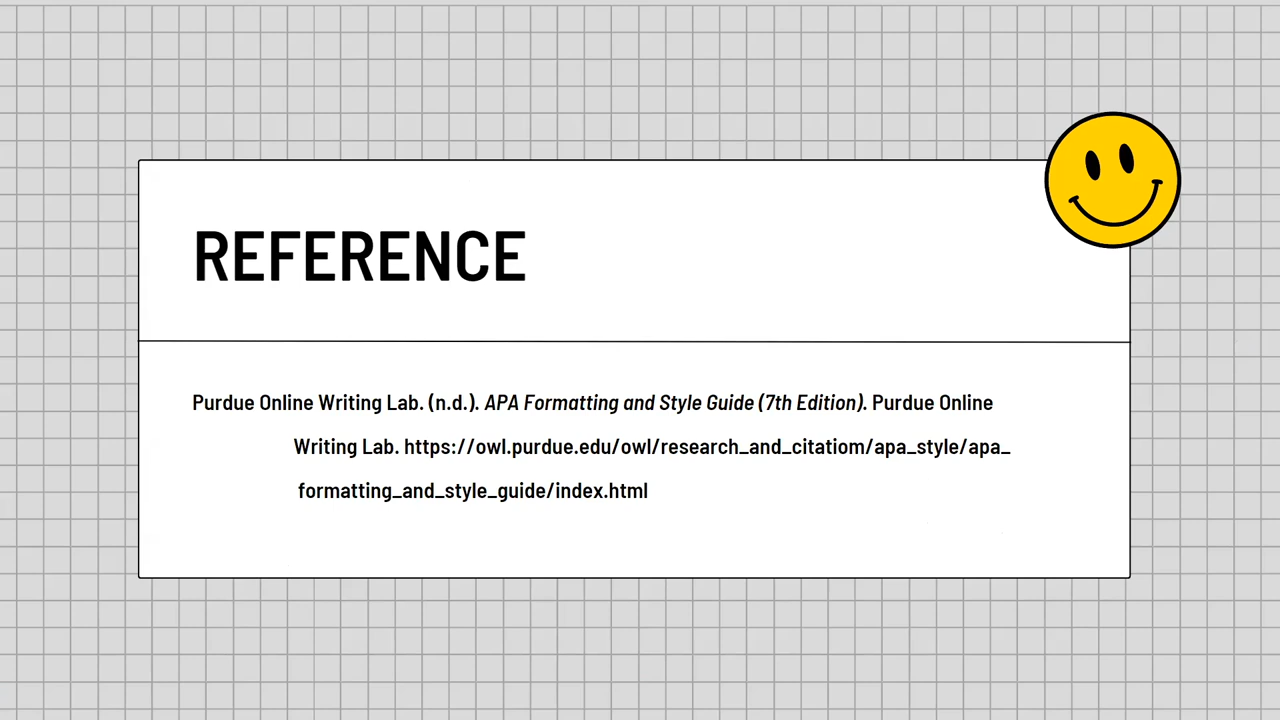 REFERENCE
Purdue Online Writing Lab. (n.d.). APA Formatting and Style Guide (7th Edition). Purdue Online
Writing Lab. https://owl.purdue.edu/owl/research_and_citatiom/apa_style/apa_
formatting_and_style_guide/index.html